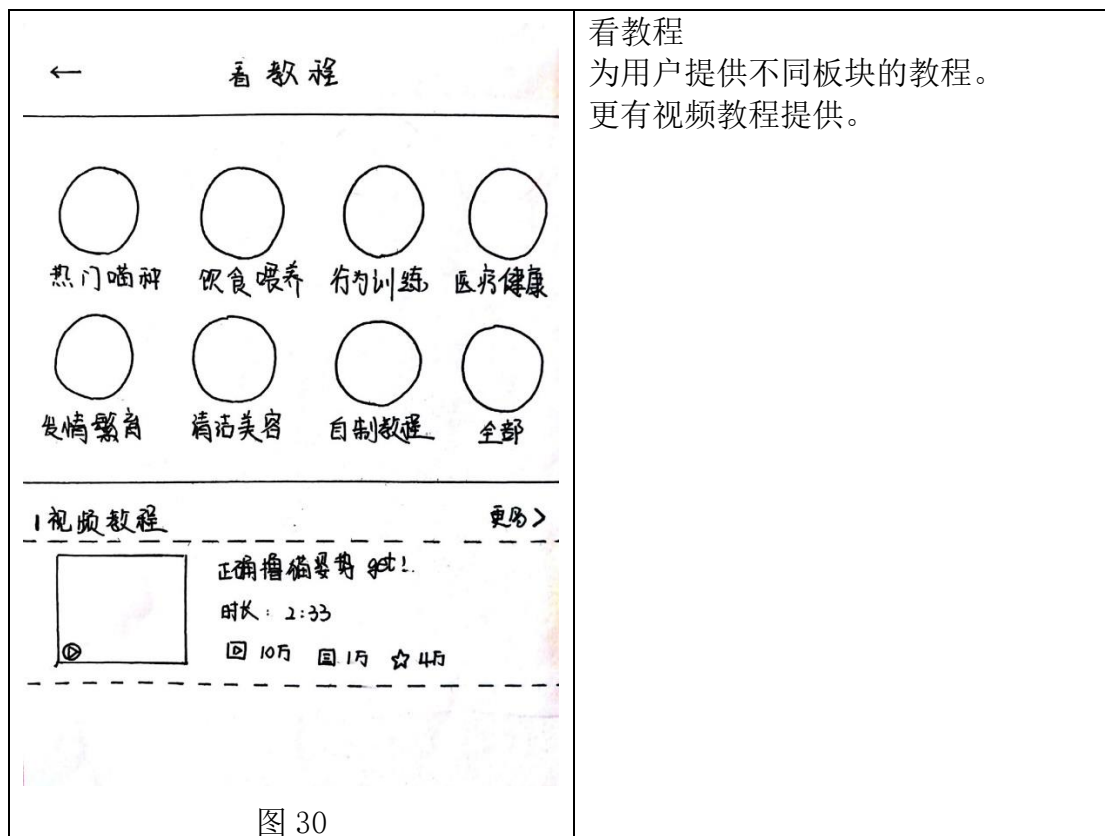 ← 看教程
热门喵种 饮食喂养 行为训练 医疗健康
发情繁育 清洁美容 自制教程 全部
视频教程 更多>
正确撸猫姿势 get!
时长: 2:33
10万 1万 4万
图 30
看教程
为用户提供不同板块的教程。
更有视频教程提供。